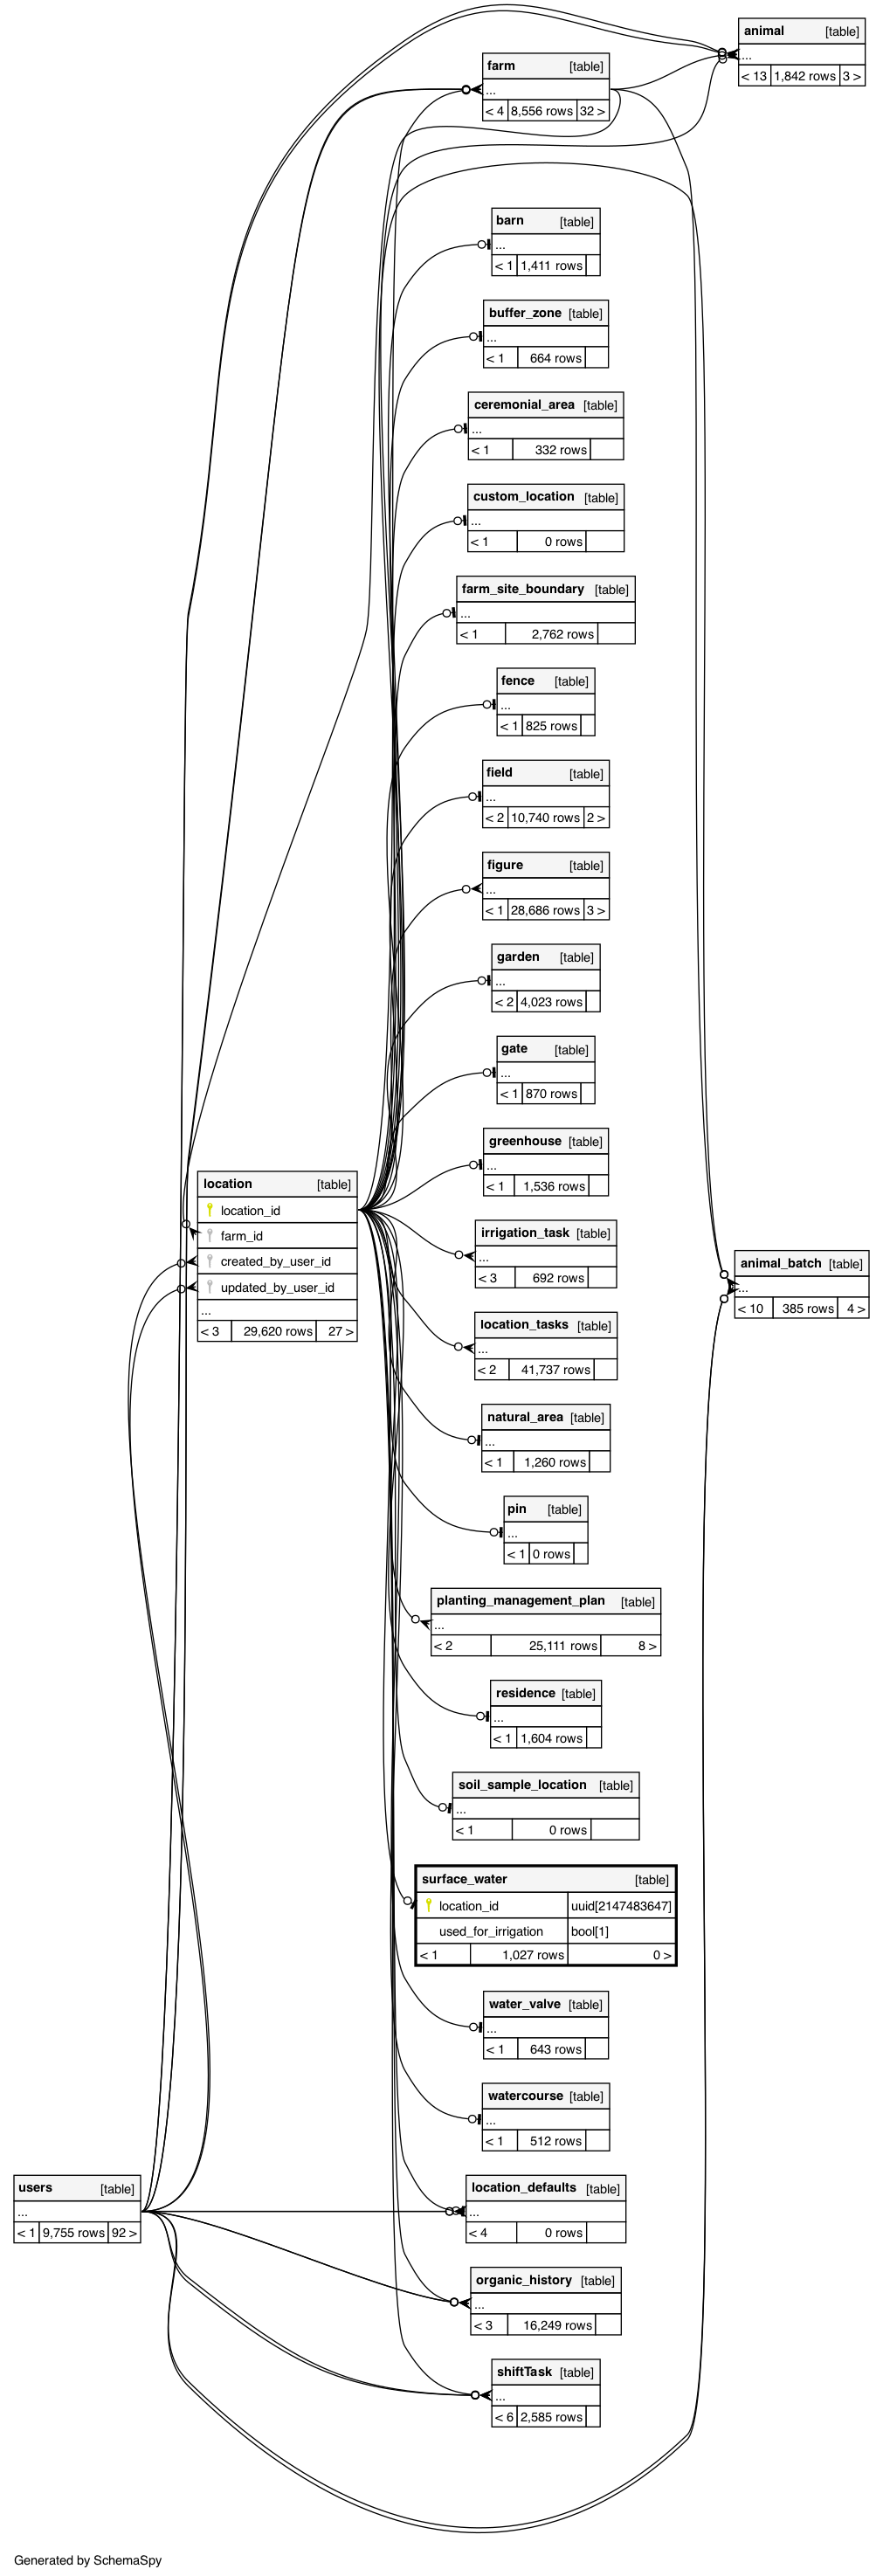 animal [table]
...
< 13 1,842 rows 3 >
farm [table]
...
< 4 8,556 rows 32 >
barn [table]
...
< 1 1,411 rows
buffer_zone [table]
...
< 1 664 rows
ceremonial_area [table]
...
< 1 332 rows
custom_location [table]
...
< 1 0 rows
farm_site_boundary [table]
...
< 1 2,762 rows
fence [table]
...
< 1 825 rows
field [table]
...
< 2 10,740 rows 2 >
figure [table]
...
< 1 28,686 rows 3 >
garden [table]
...
< 2 4,023 rows
gate [table]
...
< 1 870 rows
greenhouse [table]
...
< 1 1,536 rows
location [table]
location_id
farm_id
created_by_user_id
updated_by_user_id
...
< 3 29,620 rows 27 >
irrigation_task [table]
...
< 3 692 rows
animal_batch [table]
...
< 10 385 rows 4 >
location_tasks [table]
...
< 2 41,737 rows
natural_area [table]
...
< 1 1,260 rows
pin [table]
...
< 1 0 rows
planting_management_plan [table]
...
< 2 25,111 rows 8 >
residence [table]
...
< 1 1,604 rows
soil_sample_location [table]
...
< 1 0 rows
surface_water [table]
location_id uuid[2147483647]
used_for_irrigation bool[1]
< 1 1,027 rows 0 >
water_valve [table]
...
< 1 643 rows
watercourse [table]
...
< 1 512 rows
users [table]
...
< 1 9,755 rows 92 >
location_defaults [table]
...
< 4 0 rows
organic_history [table]
...
< 3 16,249 rows
shiftTask [table]
...
< 6 2,585 rows
Generated by SchemaSpy